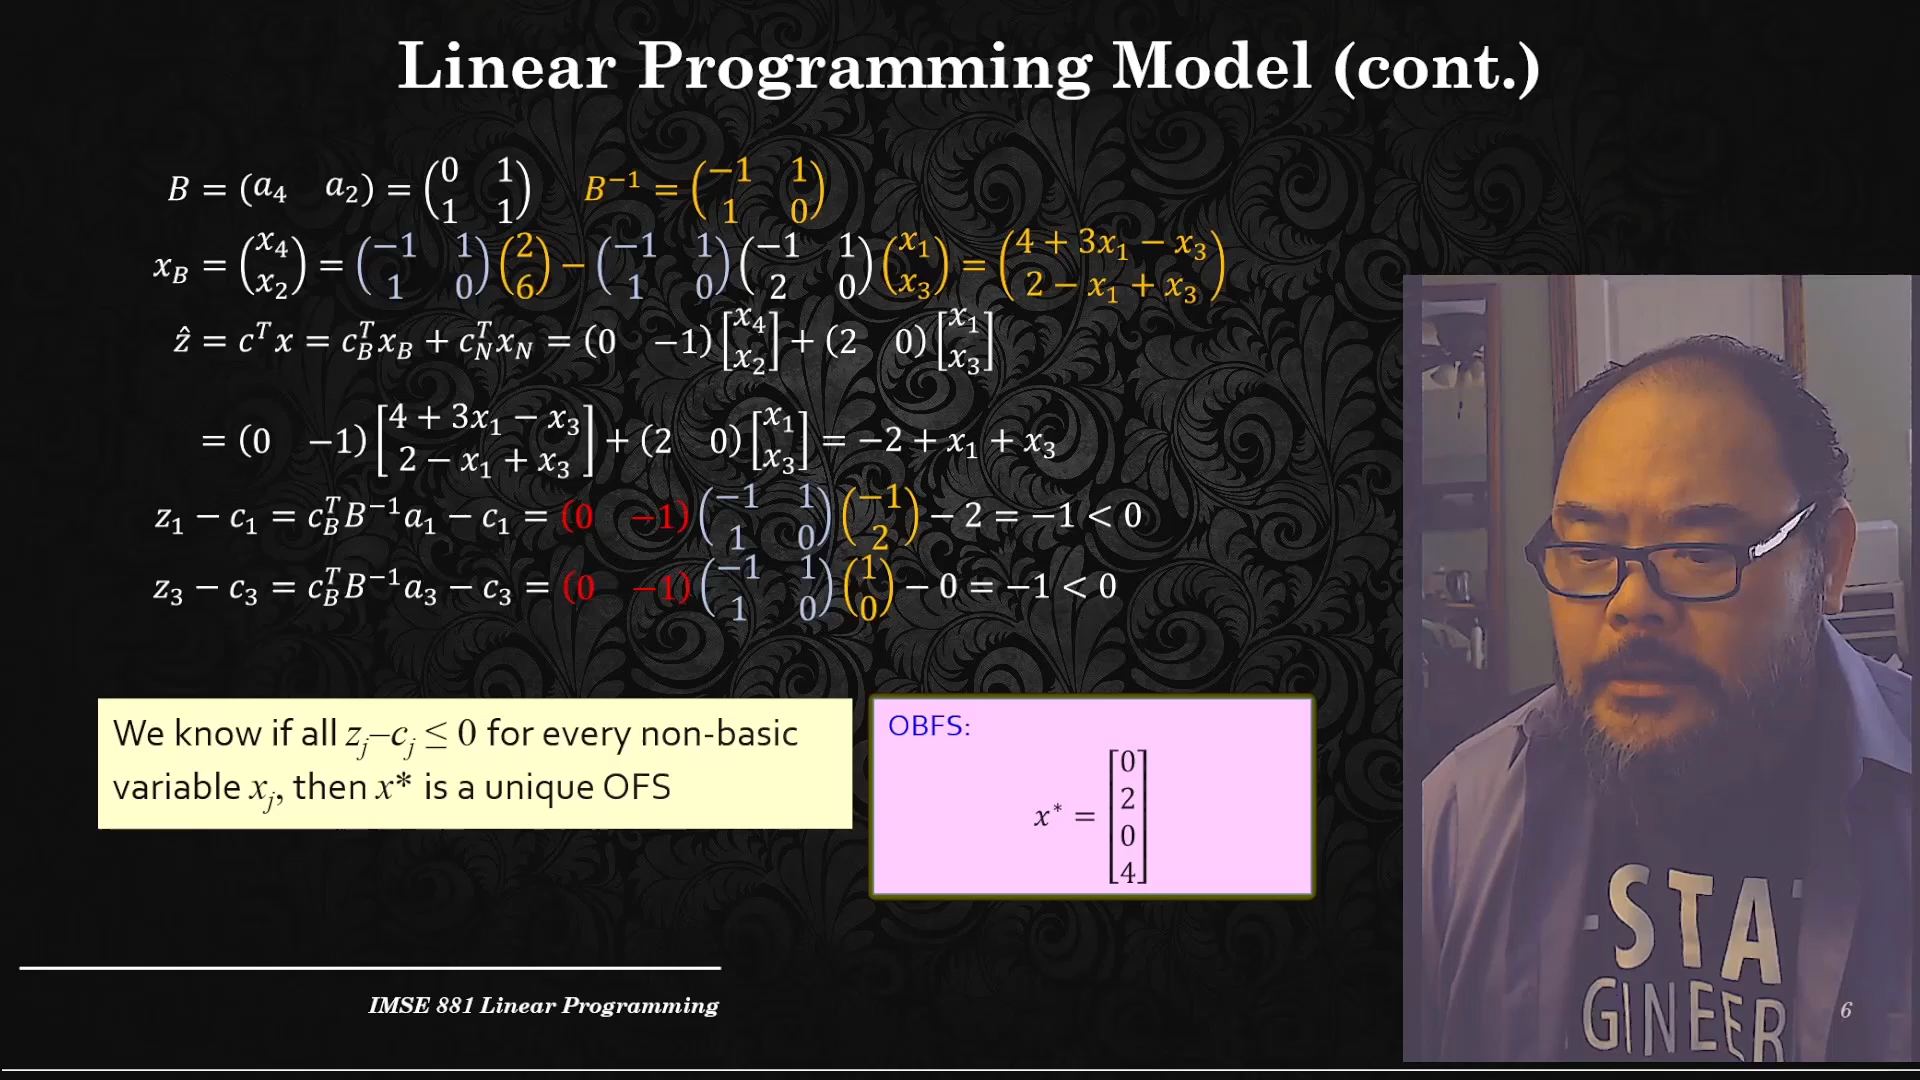 Linear Programming Model (cont.)
B = (a₄ a₂) = (0 1; 1 1) B⁻¹ = (−1 1; 1 0)
x_B = (x₄; x₂) = (−1 1; 1 0)(2; 6) − (−1 1; 1 0)(−1 1; 2 0)(x₁; x₃) = (4 + 3x₁ − x₃; 2 − x₁ + x₃)
ẑ = cᵀx = c_Bᵀx_B + c_Nᵀx_N = (0 −1)[x₄; x₂] + (2 0)[x₁; x₃]
= (0 −1)[4 + 3x₁ − x₃; 2 − x₁ + x₃] + (2 0)[x₁; x₃] = −2 + x₁ + x₃
z₁ − c₁ = c_BᵀB⁻¹a₁ − c₁ = (0 −1)(−1 1; 1 0)(−1; 2) − 2 = −1 < 0
z₃ − c₃ = c_BᵀB⁻¹a₃ − c₃ = (0 −1)(−1 1; 1 0)(1; 0) − 0 = −1 < 0
We know if all z_j–c_j ≤ 0 for every non-basic
variable x_j, then x* is a unique OFS
OBFS:
x* = [0; 2; 0; 4]
STA
GINEER
IMSE 881 Linear Programming
6